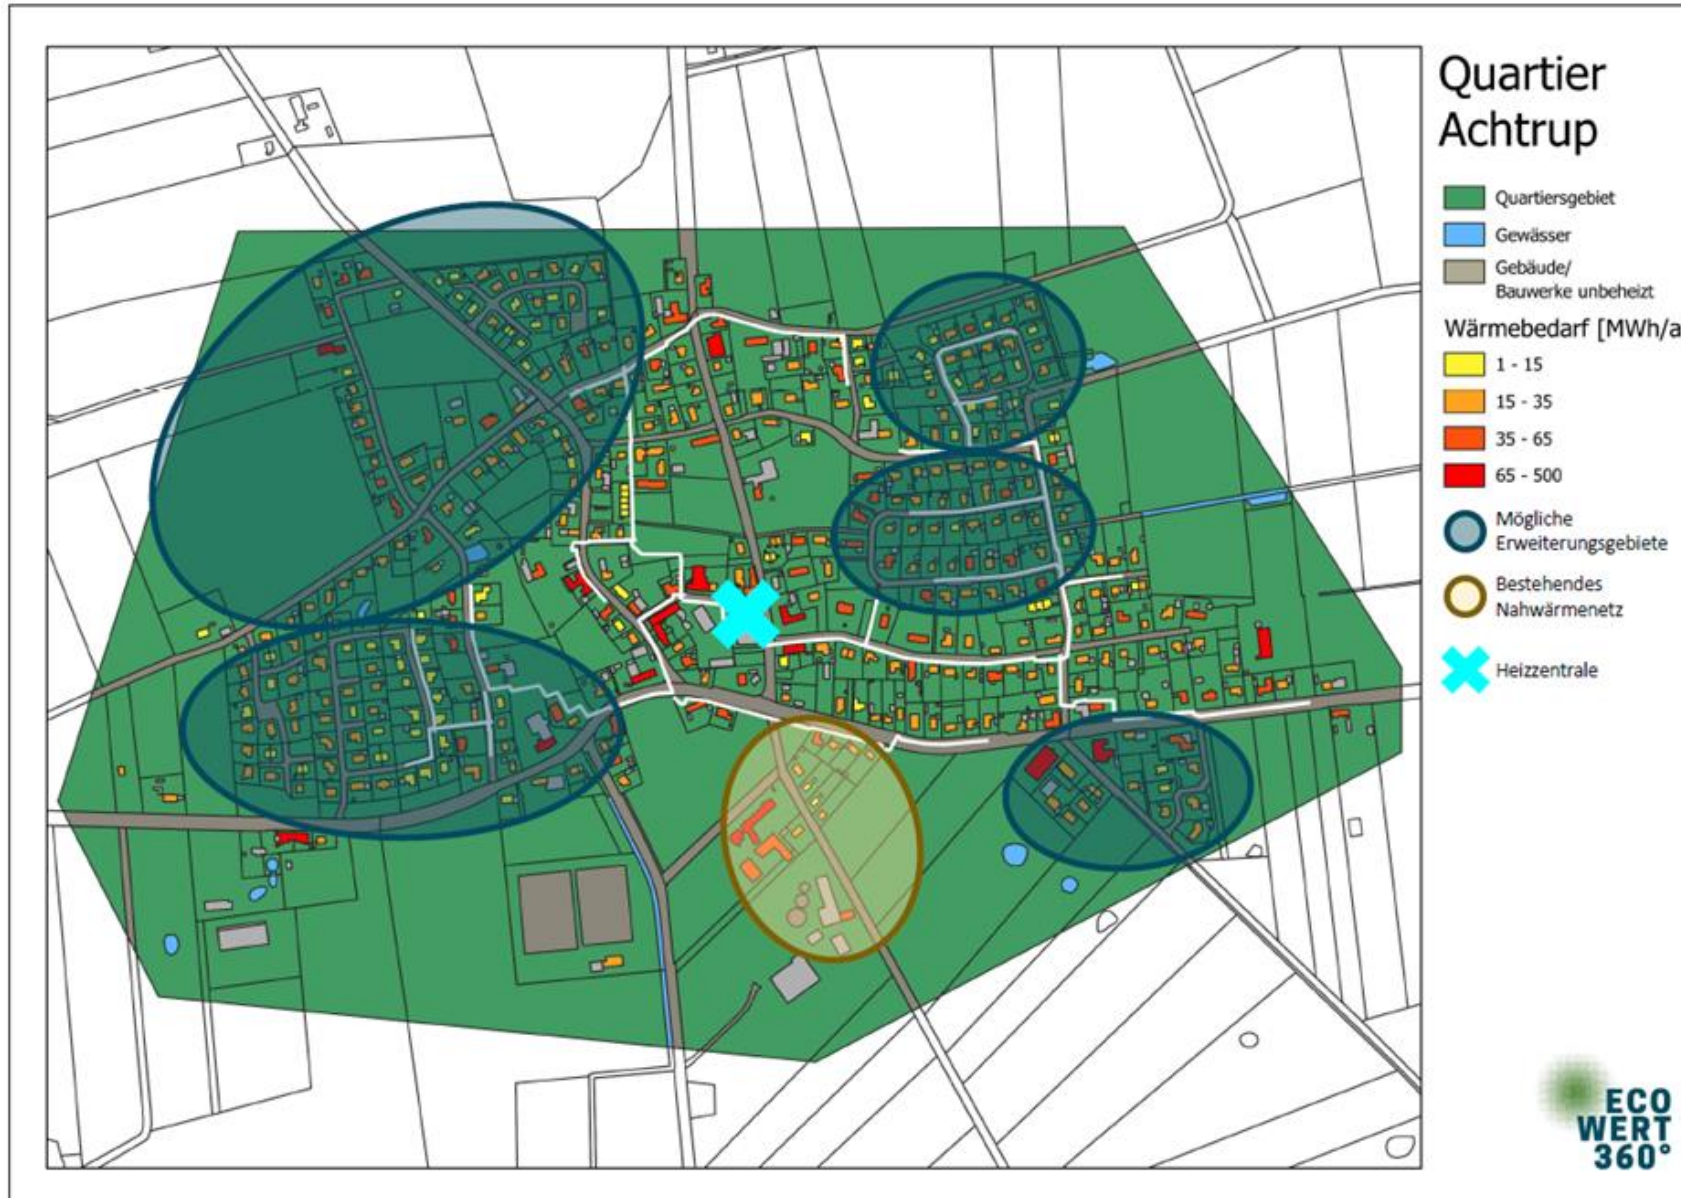 Quartier
Achtrup
Quartiersgebiet
Gewässer
Gebäude/
Bauwerke unbeheizt
Wärmebedarf [MWh/a
1 - 15
15 - 35
35 - 65
65 - 500
Mögliche
Erweiterungsgebiete
Bestehendes
Nahwärmenetz
Heizzentrale
ECO
WERT
360°